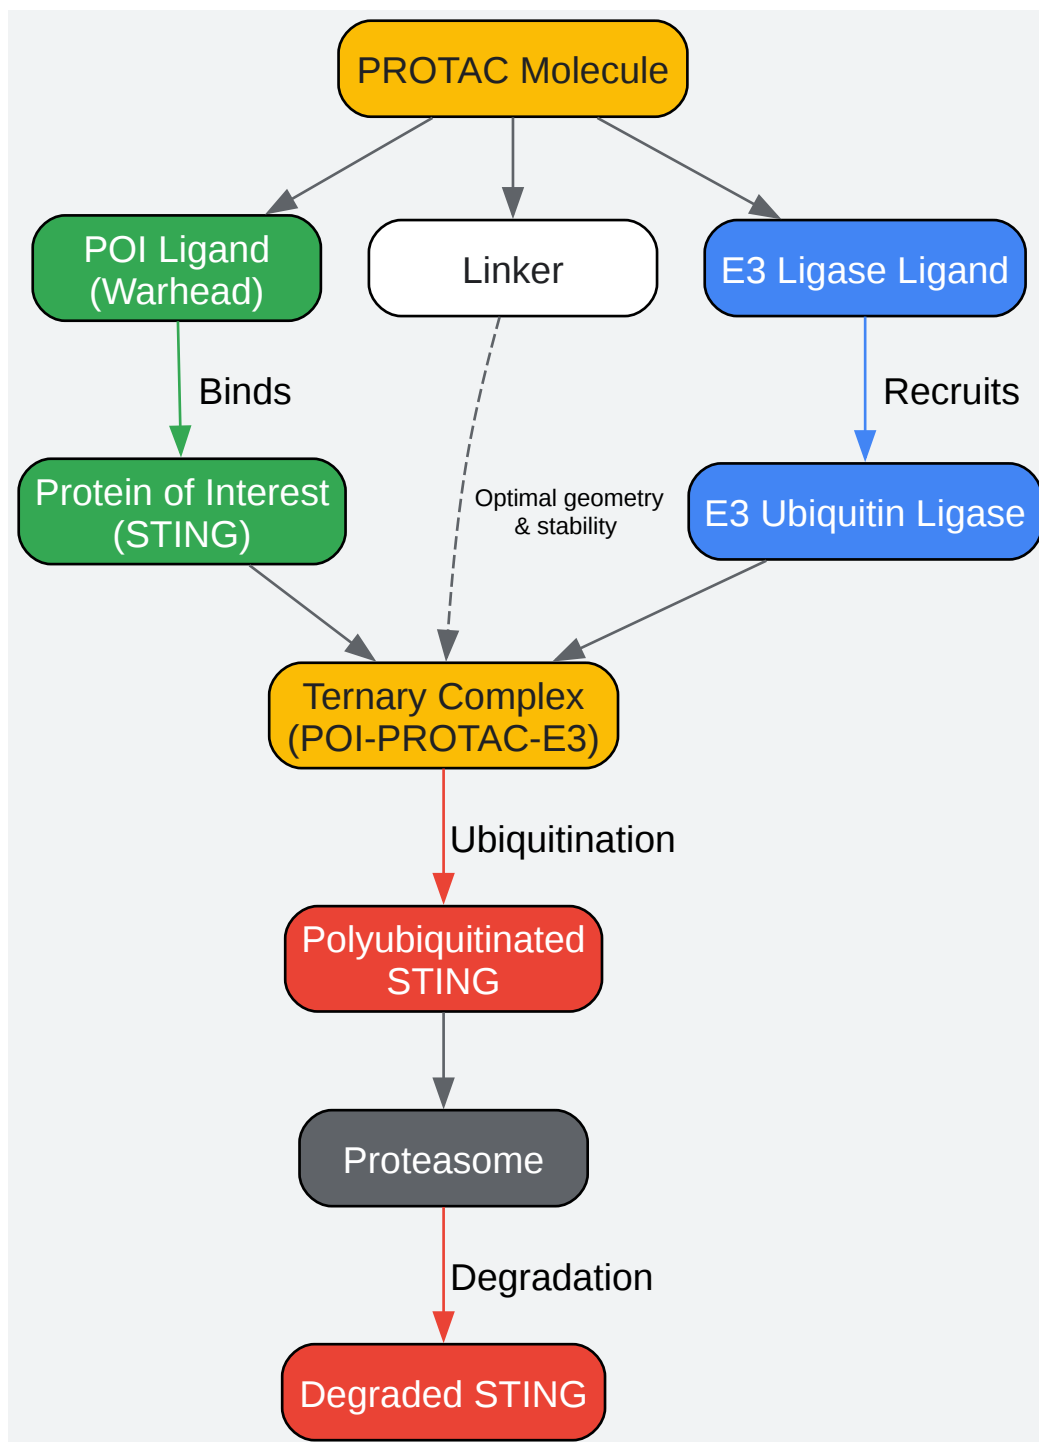 PROTAC Molecule
POI Ligand
(Warhead)
Linker
E3 Ligase Ligand
Binds
Recruits
Protein of Interest
(STING)
Optimal geometry
& stability
E3 Ubiquitin Ligase
Ternary Complex
(POI-PROTAC-E3)
Ubiquitination
Polyubiquitinated
STING
Proteasome
Degradation
Degraded STING